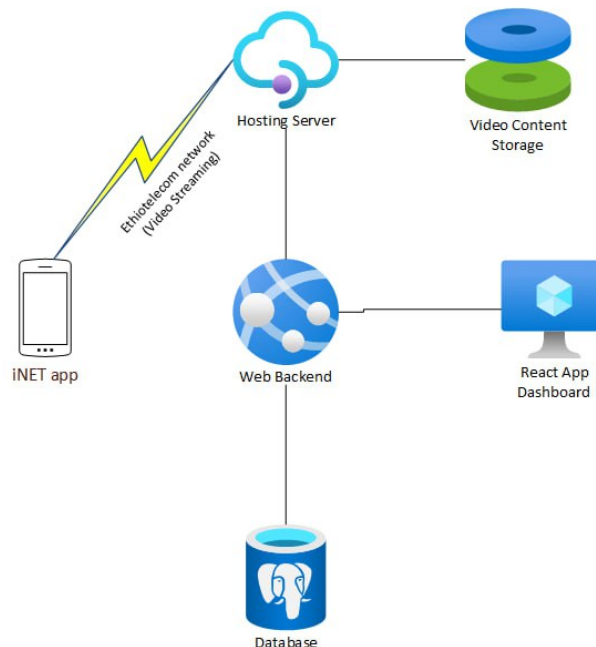 Hosting Server
Video Content
Storage
Ethiotelecom network
(Video Streaming)
iNET app
Web Backend
React App
Dashboard
Database